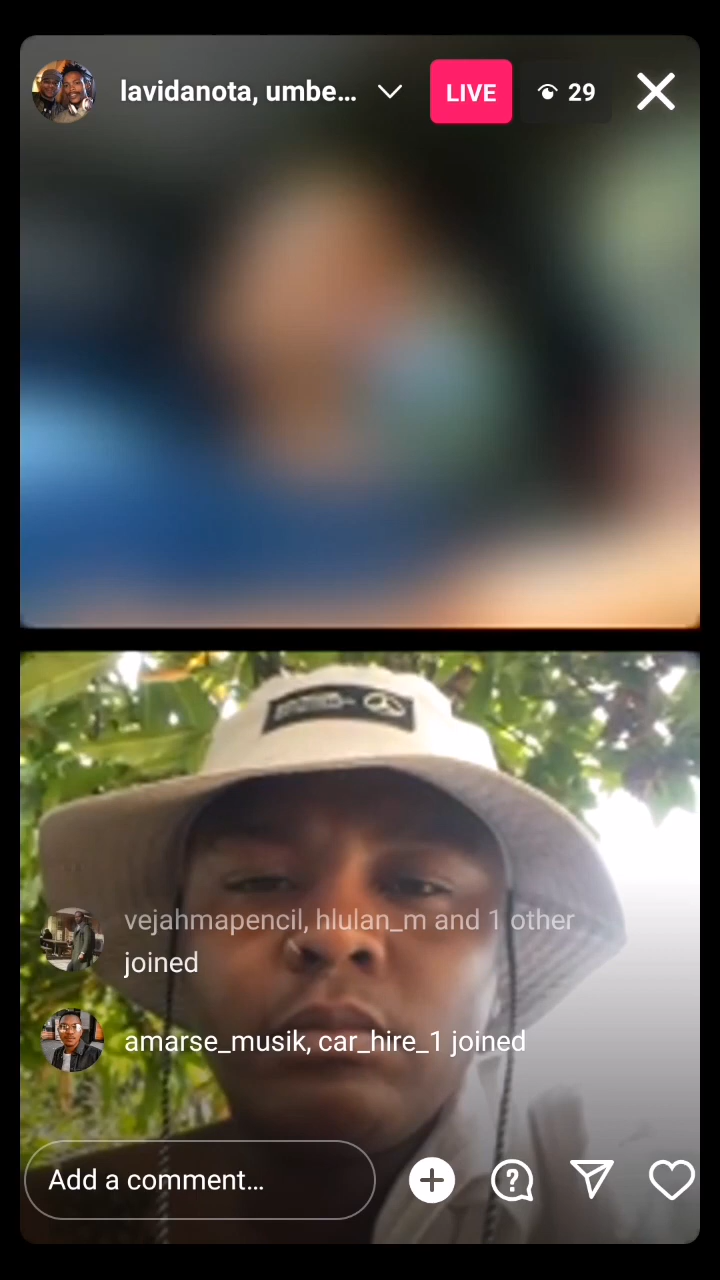 lavidanota, umbe...
LIVE
29
vejahmapencil, hlulan_m and 1 other
joined
amarse_musik, car_hire_1 joined
Add a comment...